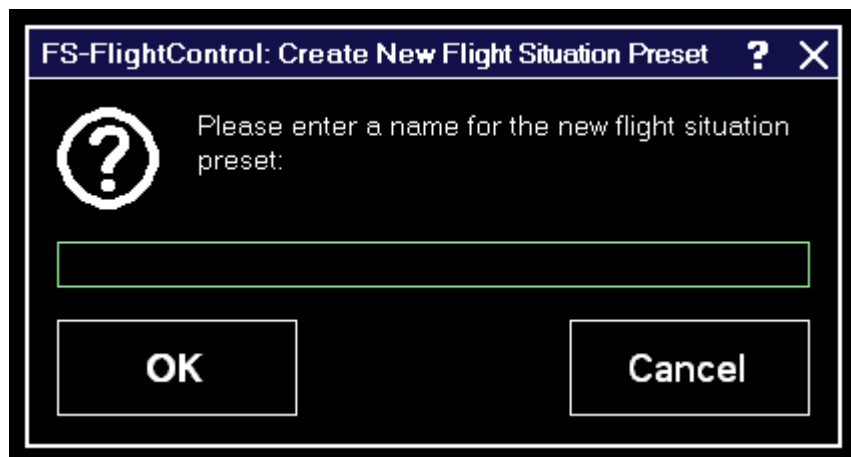 FS-FlightControl: Create New Flight Situation Preset ? X
?
Please enter a name for the new flight situation
preset:
OK Cancel